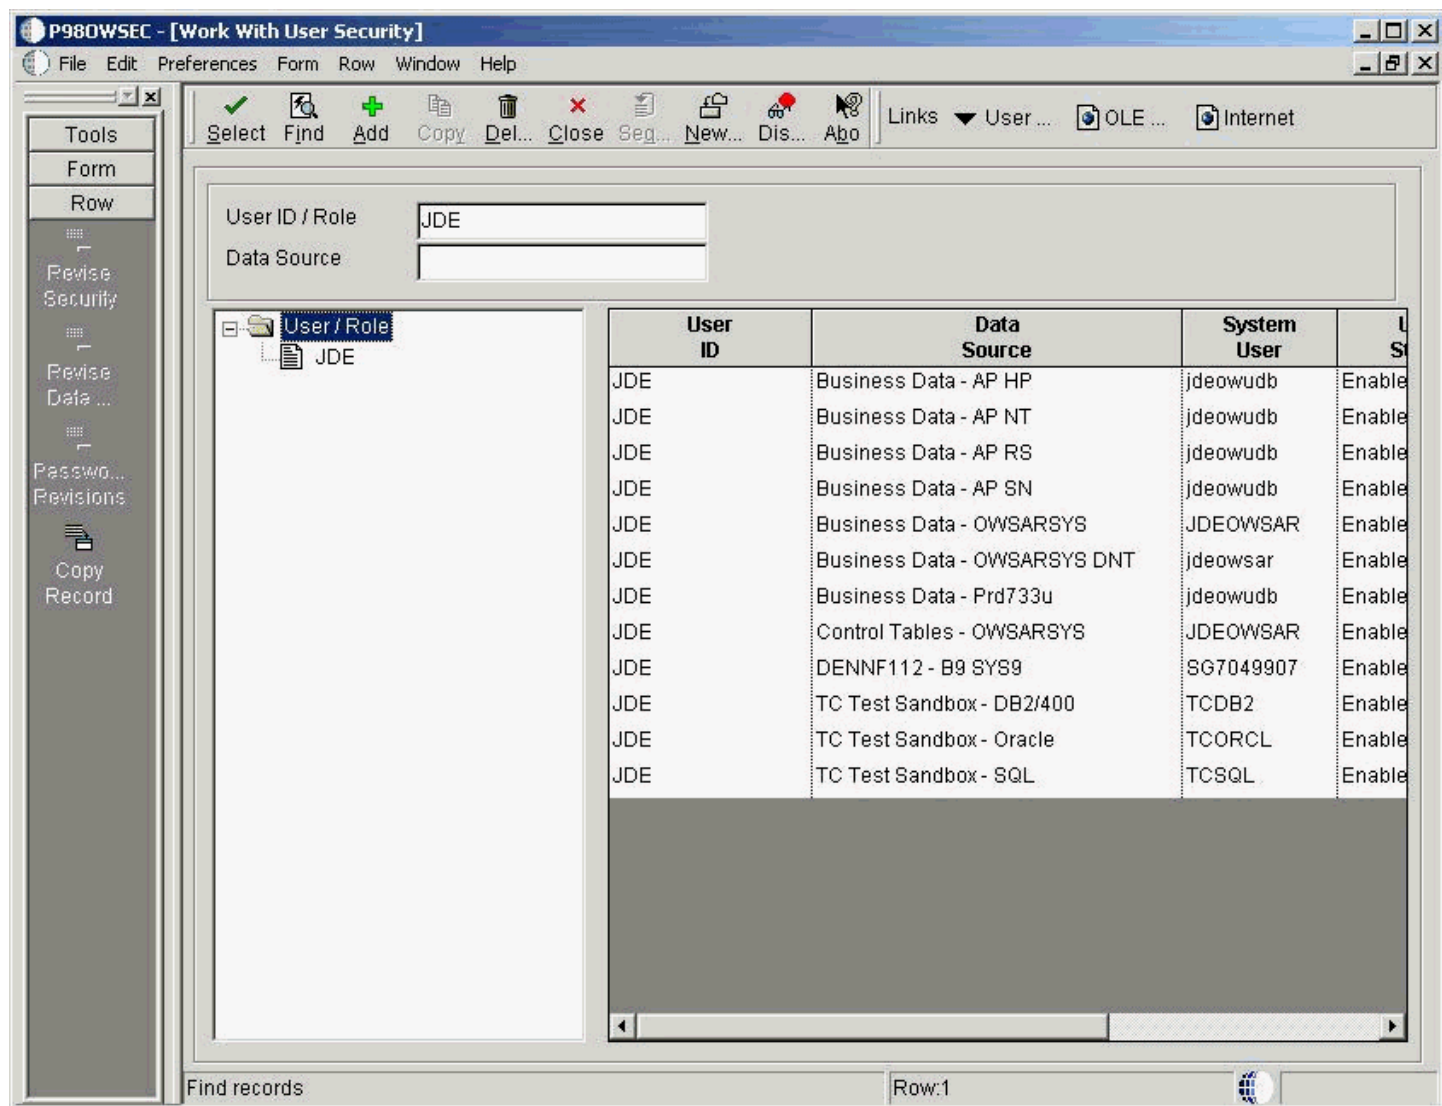 P980WSEC - [Work With User Security]
File Edit Preferences Form Row Window Help
Tools
Form
Row
Revise
Security
Revise
Data ...
Passwo...
Revisions
Copy
Record
Select Find Add Copy Del... Close Seq... New... Dis... Abo
Links User ... OLE ... Internet
User ID / Role JDE
Data Source
User / Role
JDE
User ID Data Source System User
JDE Business Data - AP HP jdeowudb Enable
JDE Business Data - AP NT jdeowudb Enable
JDE Business Data - AP RS jdeowudb Enable
JDE Business Data - AP SN jdeowudb Enable
JDE Business Data - OWSARSYS JDEOWSAR Enable
JDE Business Data - OWSARSYS DNT jdeowsar Enable
JDE Business Data - Prd733u jdeowudb Enable
JDE Control Tables - OWSARSYS JDEOWSAR Enable
JDE DENNF112 - B9 SYS9 SG7049907 Enable
JDE TC Test Sandbox - DB2/400 TCDB2 Enable
JDE TC Test Sandbox - Oracle TCORCL Enable
JDE TC Test Sandbox - SQL TCSQL Enable
Find records Row:1